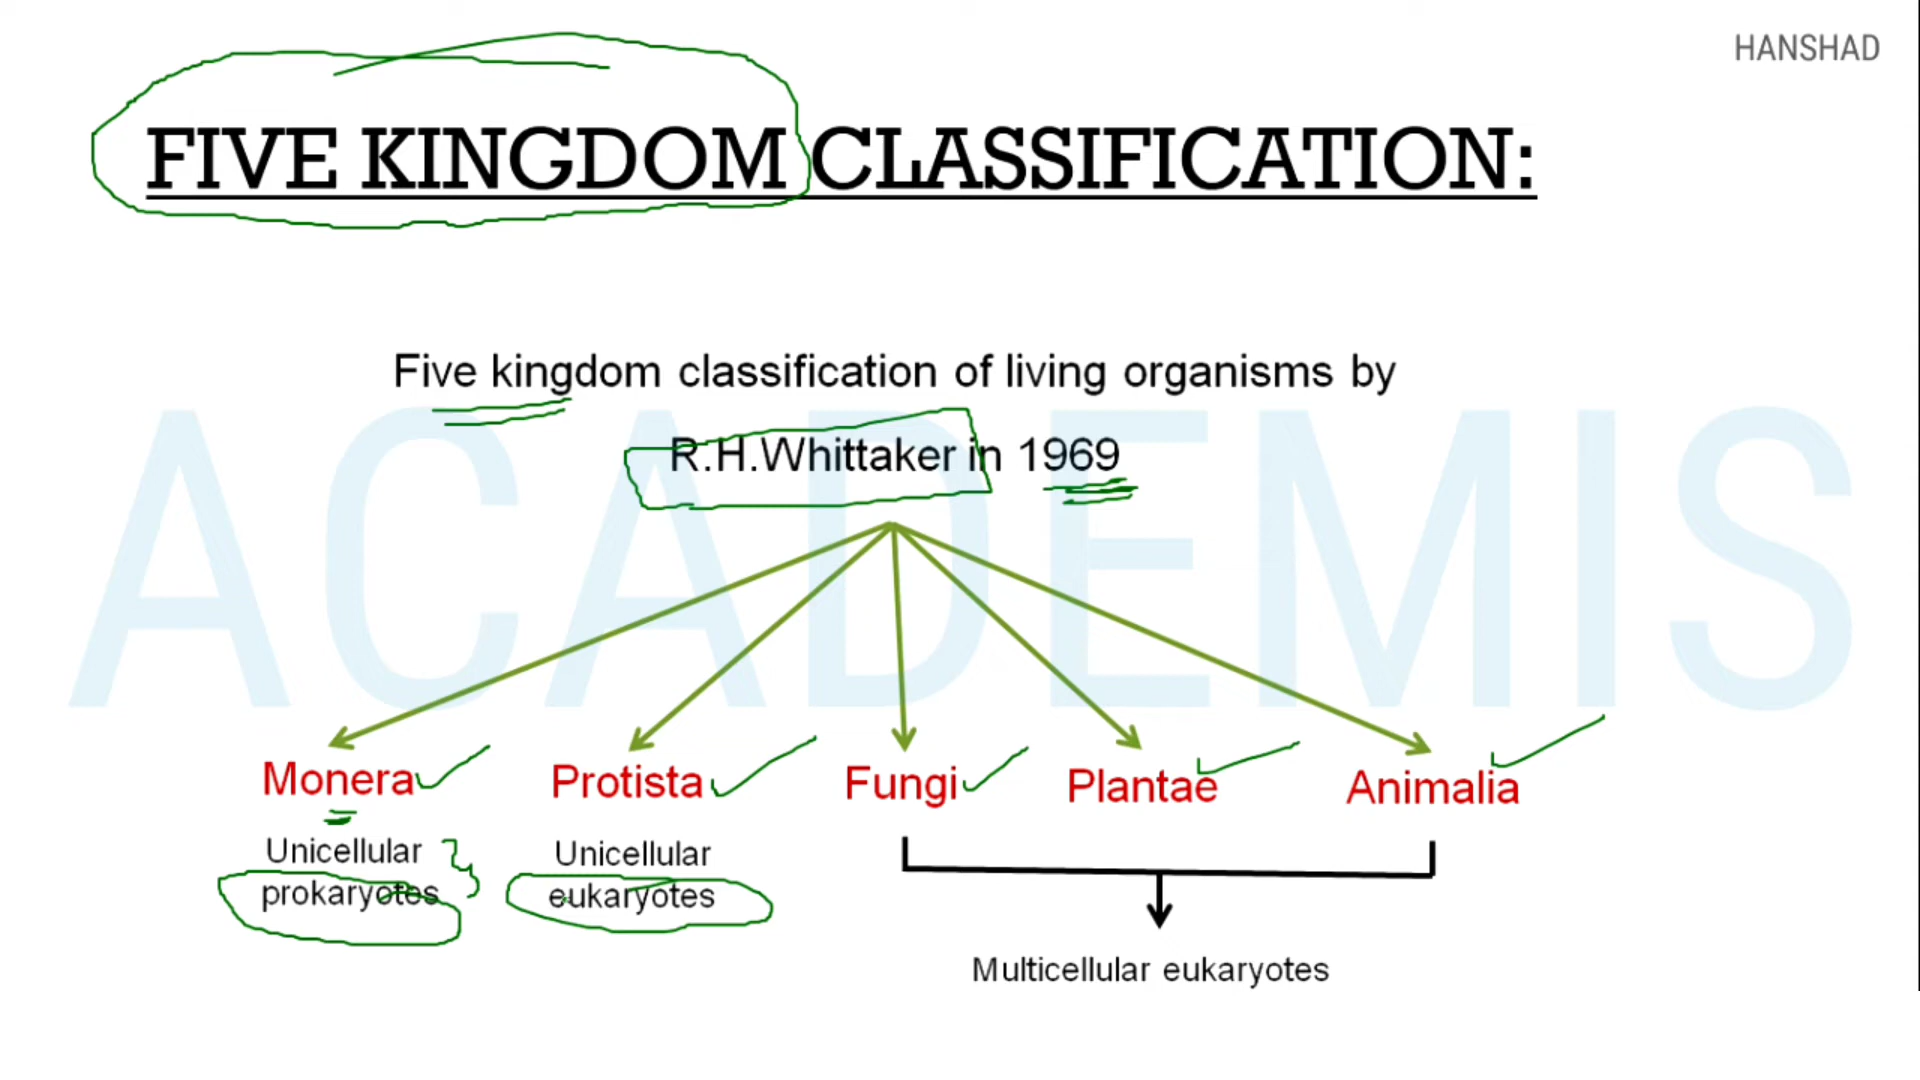 HANSHAD
FIVE KINGDOM CLASSIFICATION:
Five kingdom classification of living organisms by
R.H.Whittaker in 1969
ACADEMIS
Monera Protista Fungi Plantae Animalia
Unicellular Unicellular
prokaryotes eukaryotes
Multicellular eukaryotes